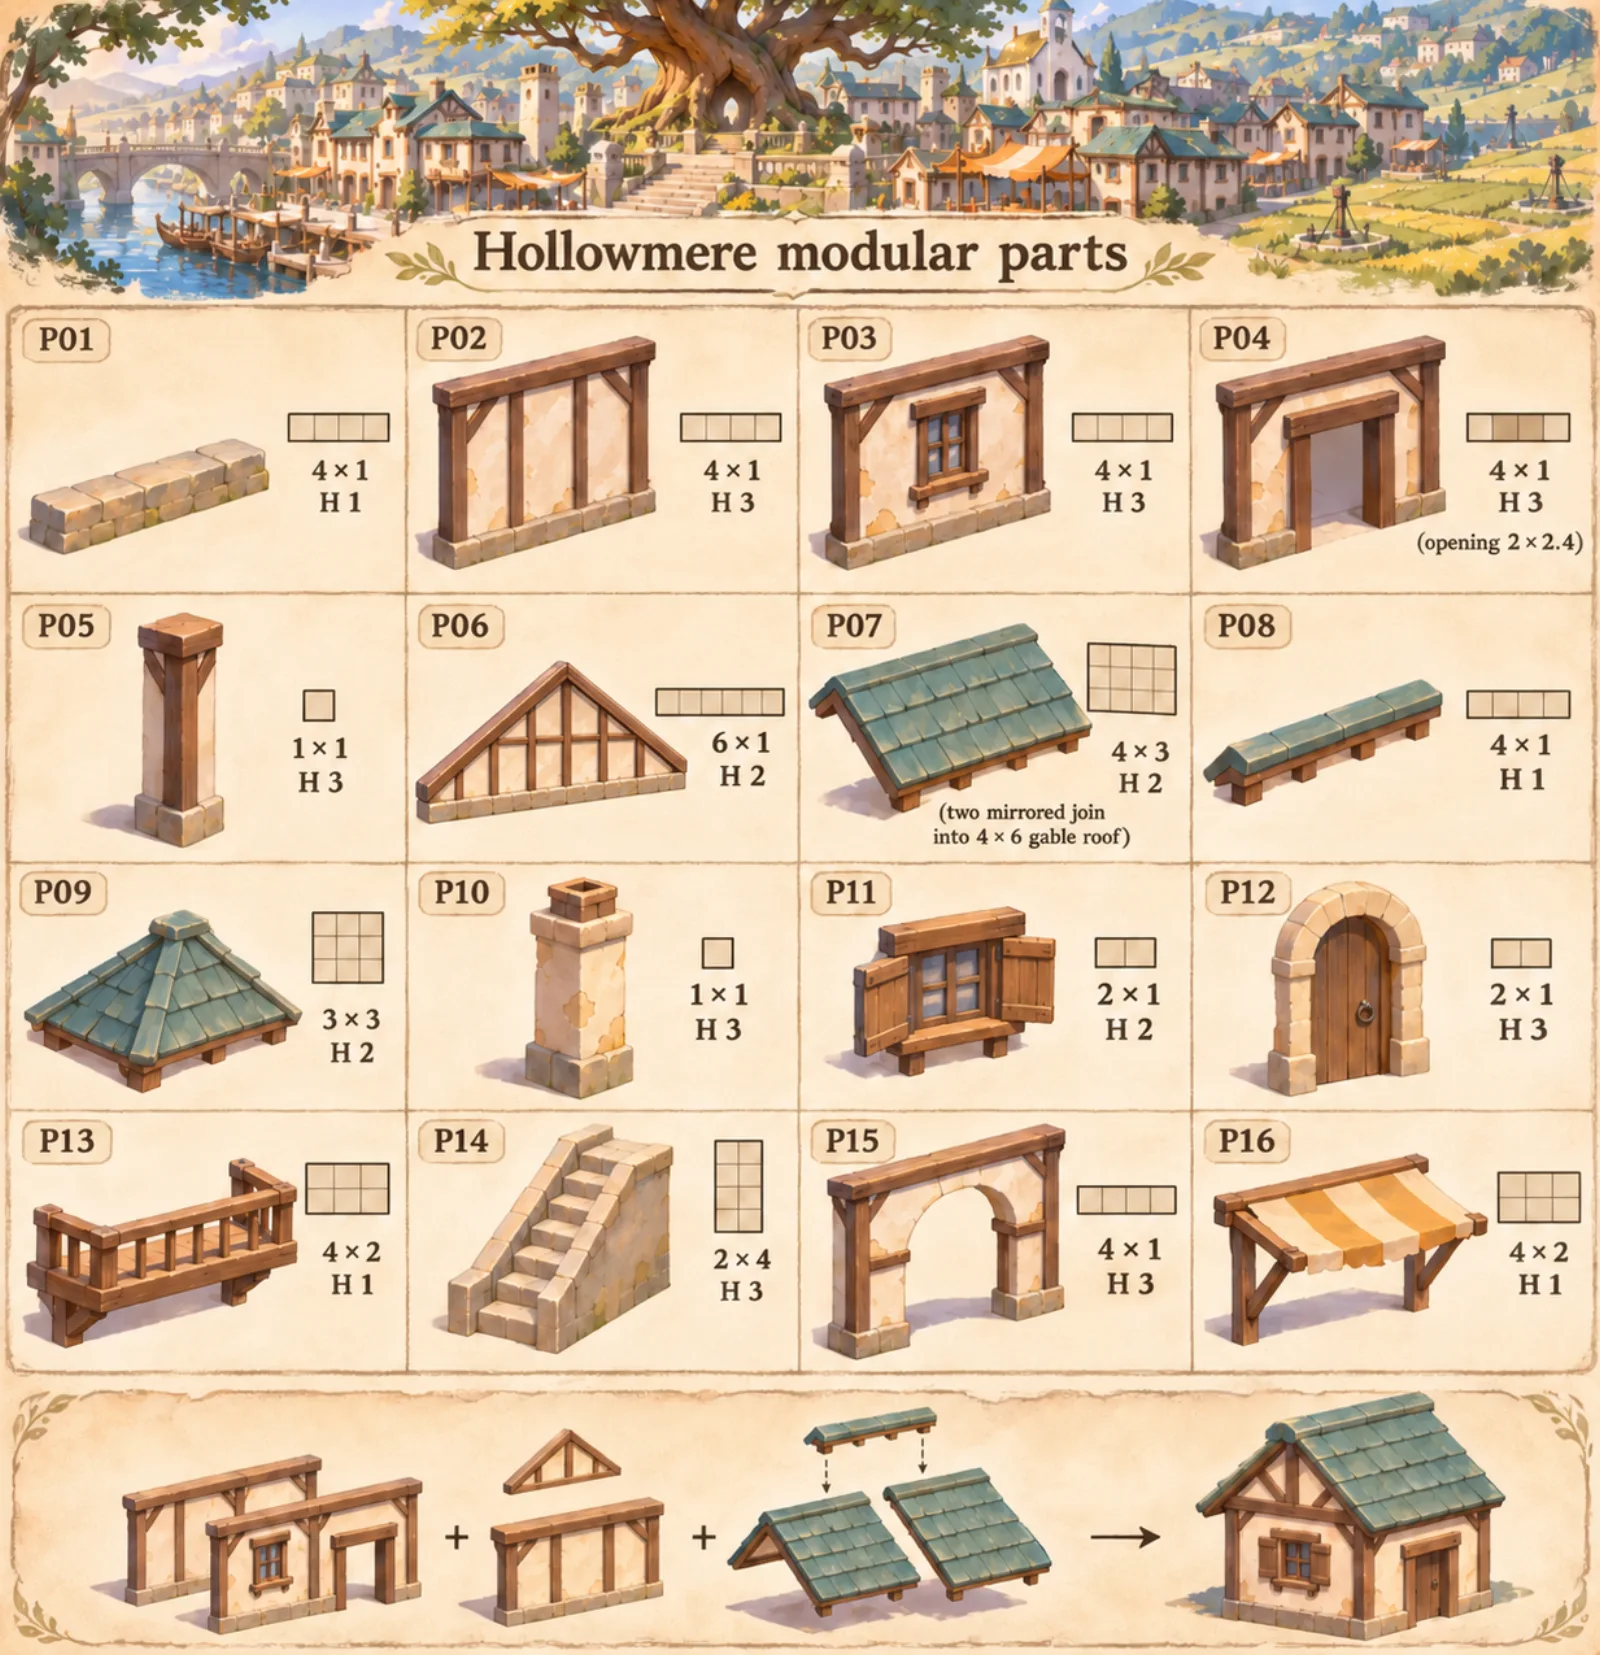 Hollowmere modular parts
P01
4 × 1
H 1
P02
4 × 1
H 3
P03
4 × 1
H 3
P04
4 × 1
H 3
(opening 2 × 2.4)
P05
1 × 1
H 3
P06
6 × 1
H 2
P07
4 × 3
H 2
(two mirrored join
into 4 × 6 gable roof)
P08
4 × 1
H 1
P09
3 × 3
H 2
P10
1 × 1
H 3
P11
2 × 1
H 2
P12
2 × 1
H 3
P13
4 × 2
H 1
P14
2 × 4
H 3
P15
4 × 1
H 3
P16
4 × 2
H 1
+ + →